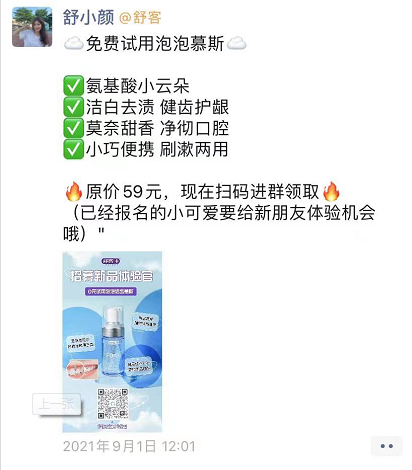 舒小颜 @舒客
☁免费试用泡泡慕斯☁
✅氨基酸小云朵
✅洁白去渍 健齿护龈
✅莫奈甜香 净彻口腔
✅小巧便携 刷漱两用
🔥原价59元，现在扫码进群领取🔥
（已经报名的小可爱要给新朋友体验机会
哦）"
招募新品体验官
上一张
2021年9月1日 12:01